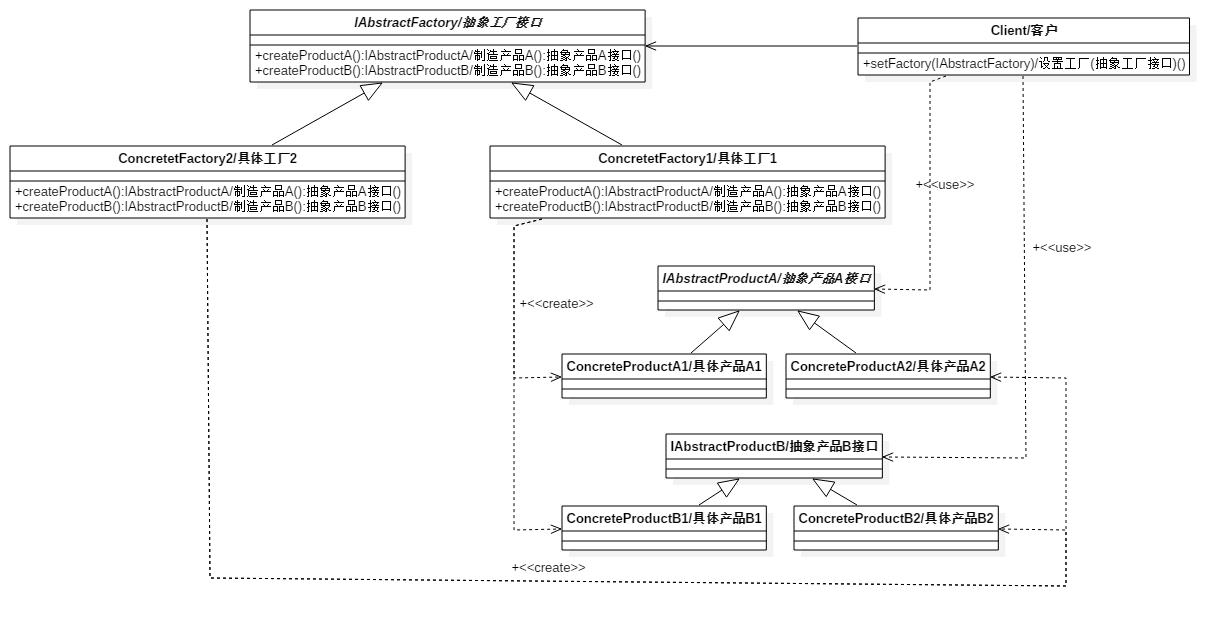 IAbstractFactory/抽象工厂接口
+createProductA():IAbstractProductA/制造产品A():抽象产品A接口()
+createProductB():IAbstractProductB/制造产品B():抽象产品B接口()
Client/客户
+setFactory(IAbstractFactory)/设置工厂(抽象工厂接口)()
ConcretetFactory2/具体工厂2
+createProductA():IAbstractProductA/制造产品A():抽象产品A接口()
+createProductB():IAbstractProductB/制造产品B():抽象产品B接口()
ConcretetFactory1/具体工厂1
+createProductA():IAbstractProductA/制造产品A():抽象产品A接口()
+createProductB():IAbstractProductB/制造产品B():抽象产品B接口()
+<<use>>
+<<use>>
IAbstractProductA/抽象产品A接口
+<<create>>
ConcreteProductA1/具体产品A1
ConcreteProductA2/具体产品A2
IAbstractProductB/抽象产品B接口
ConcreteProductB1/具体产品B1
ConcreteProductB2/具体产品B2
+<<create>>